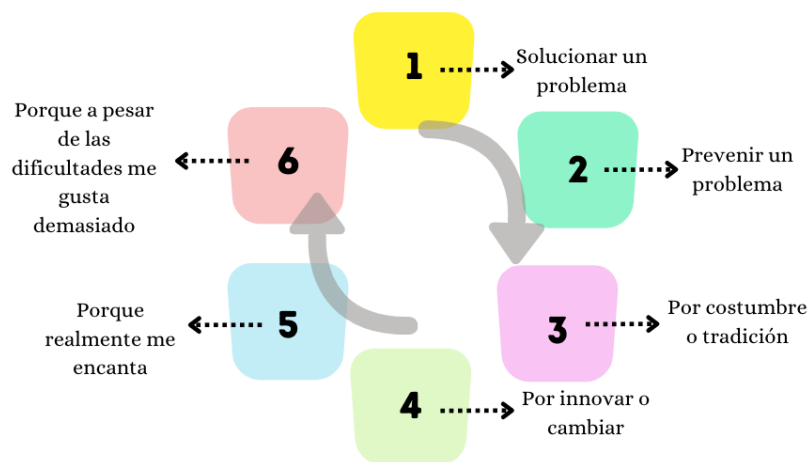 1
Solucionar un
problema
2
Prevenir un
problema
3
Por costumbre
o tradición
4
Por innovar o
cambiar
5
Porque
realmente me
encanta
6
Porque a pesar
de las
dificultades me
gusta
demasiado